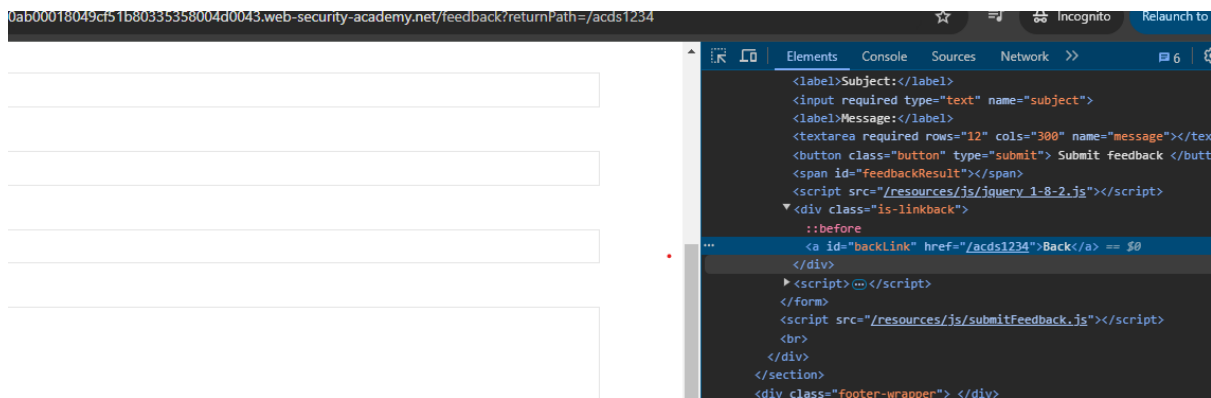 0ab00018049cf51b80335358004d0043.web-security-academy.net/feedback?returnPath=/acds1234
Incognito
Relaunch to
Elements Console Sources Network >> 6
<label>Subject:</label>
<input required type="text" name="subject">
<label>Message:</label>
<textarea required rows="12" cols="300" name="message"></tex
<button class="button" type="submit"> Submit feedback </butt
<span id="feedbackResult"></span>
<script src="/resources/js/jquery_1-8-2.js"></script>
▼<div class="is-linkback">
::before
... <a id="backLink" href="/acds1234">Back</a> == $0
</div>
▶<script>…</script>
</form>
<script src="/resources/js/submitFeedback.js"></script>
<br>
</div>
</section>
<div class="footer-wrapper"> </div>